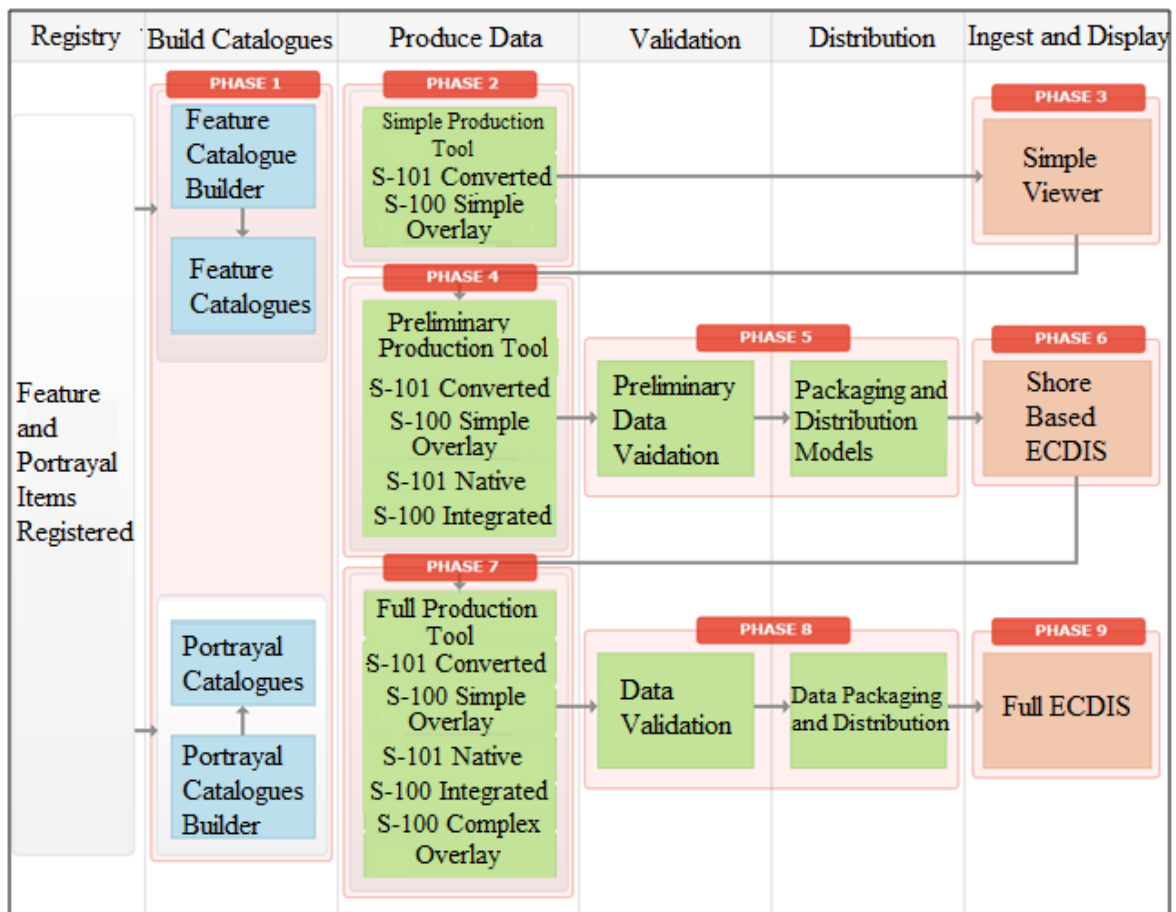 Registry
Build Catalogues
Produce Data
Validation
Distribution
Ingest and Display
Feature
and
Portrayal
Items
Registered
PHASE 1
Feature
Catalogue
Builder
Feature
Catalogues
Portrayal
Catalogues
Portrayal
Catalogues
Builder
PHASE 2
Simple Production
Tool
S-101 Converted
S-100 Simple
Overlay
PHASE 3
Simple
Viewer
PHASE 4
Preliminary
Production Tool
S-101 Converted
S-100 Simple
Overlay
S-101 Native
S-100 Integrated
PHASE 5
Preliminary
Data
Vaidation
Packaging and
Distribution
Models
PHASE 6
Shore
Based
ECDIS
PHASE 7
Full Production
Tool
S-101 Converted
S-100 Simple
Overlay
S-101 Native
S-100 Integrated
S-100 Complex
Overlay
PHASE 8
Data
Validation
Data Packaging
and Distribution
PHASE 9
Full ECDIS